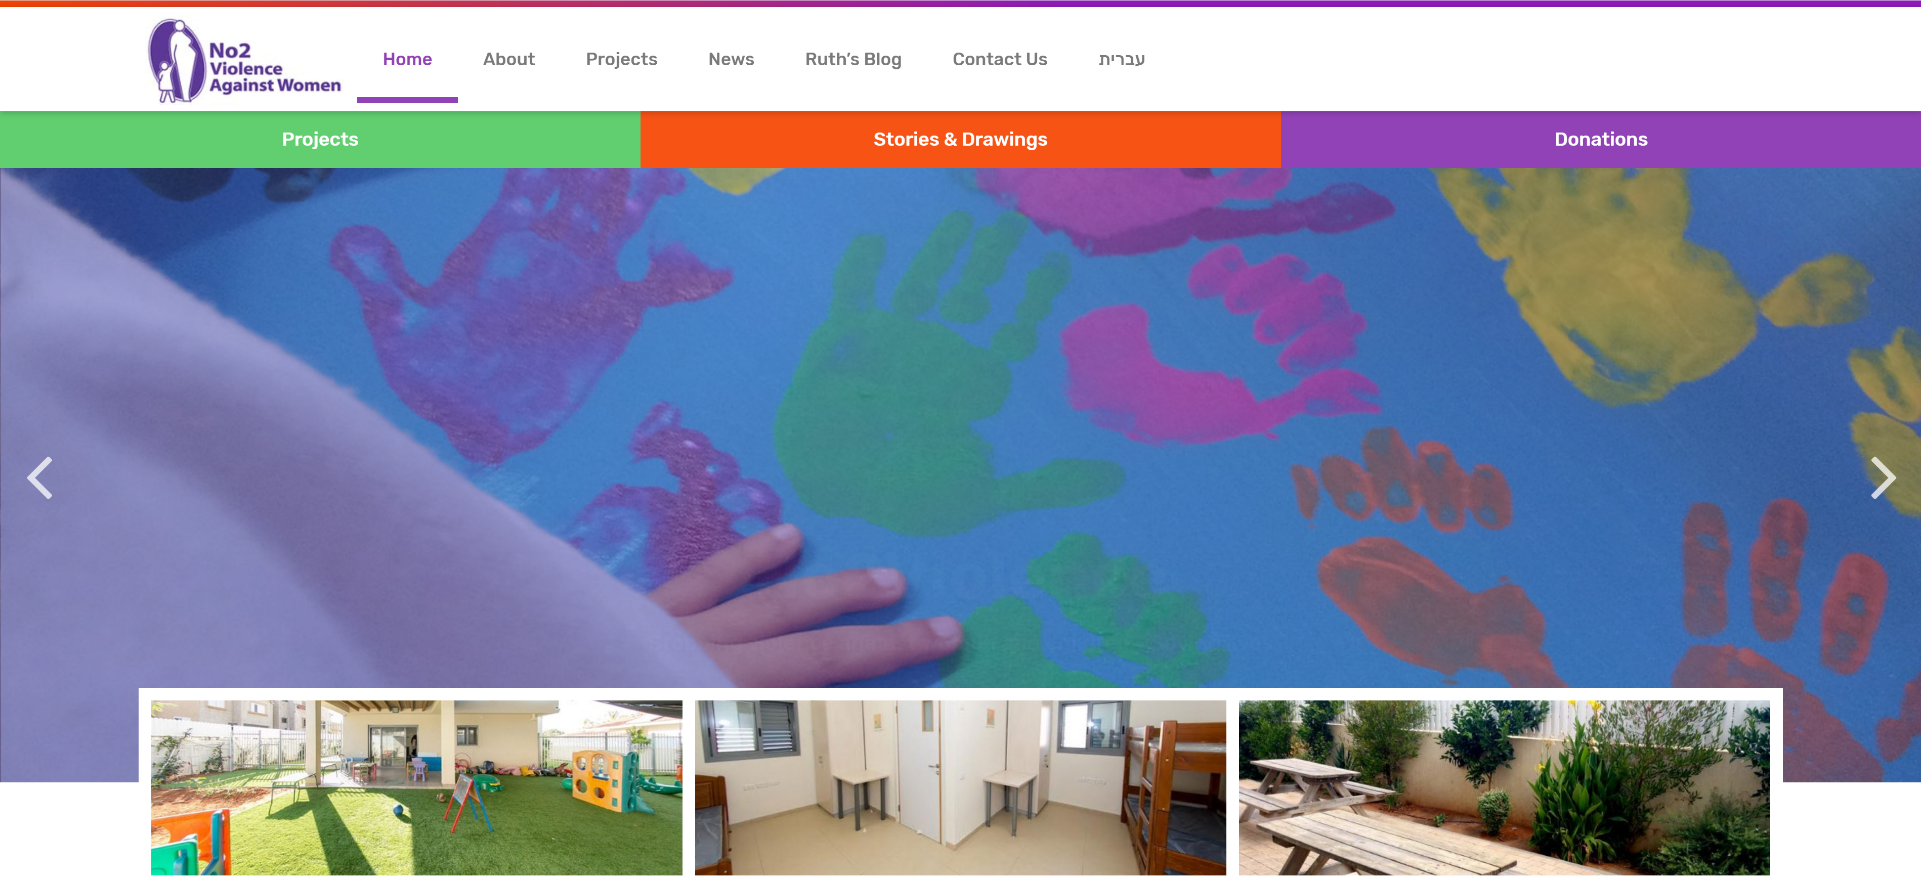 No2
Violence
Against Women
Home
About
Projects
News
Ruth's Blog
Contact Us
עברית
Projects
Stories & Drawings
Donations